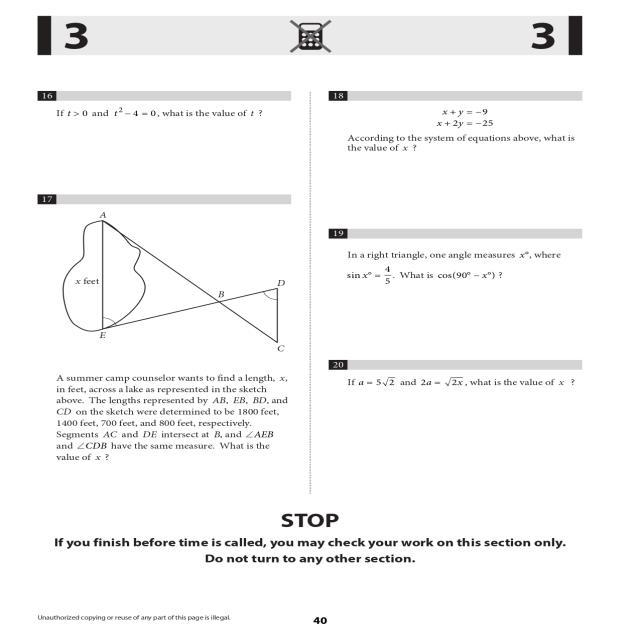 3
3
16
If t > 0 and t² − 4 = 0, what is the value of t ?
17
A
x feet
D
B
E
C
A summer camp counselor wants to find a length, x,
in feet, across a lake as represented in the sketch
above. The lengths represented by AB, EB, BD, and
CD on the sketch were determined to be 1800 feet,
1400 feet, 700 feet, and 800 feet, respectively.
Segments AC and DE intersect at B, and ∠AEB
and ∠CDB have the same measure. What is the
value of x ?
18
x + y = −9
x + 2y = −25
According to the system of equations above, what is
the value of x ?
19
In a right triangle, one angle measures x°, where
sin x° = 4/5. What is cos(90° − x°) ?
20
If a = 5√2 and 2a = √2x, what is the value of x ?
STOP
If you finish before time is called, you may check your work on this section only.
Do not turn to any other section.
Unauthorized copying or reuse of any part of this page is illegal.
40